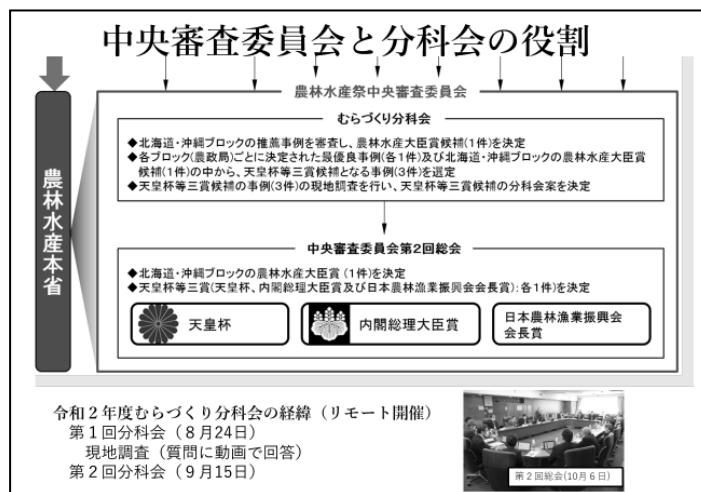 中央審査委員会と分科会の役割
農林水産祭中央審査委員会
農林水産本省
むらづくり分科会
◆北海道・沖縄ブロックの推薦事例を審査し、農林水産大臣賞候補(1件)を決定
◆各ブロック(農政局)ごとに決定された最優良事例(各1件)及び北海道・沖縄ブロックの農林水産大臣賞
候補(1件)の中から、天皇杯等三賞候補となる事例(3件)を選定
◆天皇杯等三賞候補の事例(3件)の現地調査を行い、天皇杯等三賞候補の分科会案を決定
中央審査委員会第2回総会
◆北海道・沖縄ブロックの農林水産大臣賞(1件)を決定
◆天皇杯等三賞(天皇杯、内閣総理大臣賞及び日本農林漁業振興会会長賞):各1件)を決定
天皇杯
内閣総理大臣賞
日本農林漁業振興会
会長賞
令和2年度むらづくり分科会の経緯（リモート開催）
第1回分科会（8月24日）
現地調査（質問に動画で回答）
第2回分科会（9月15日）
第2回総会(10月6日)